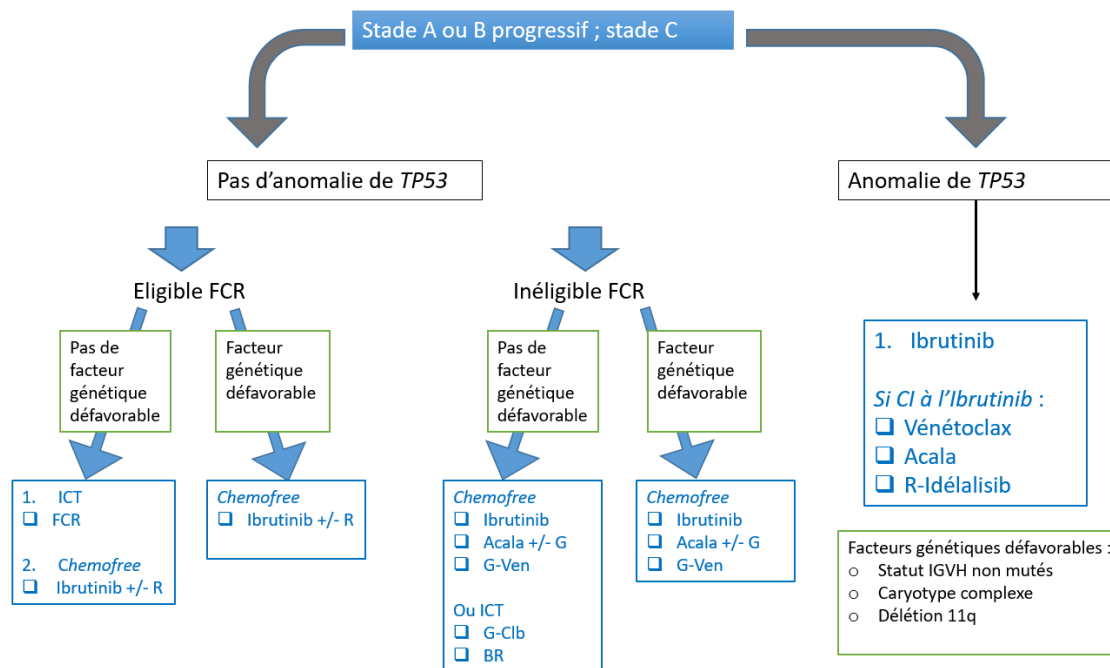 Stade A ou B progressif ; stade C
Pas d'anomalie de TP53
Anomalie de TP53
Eligible FCR
Inéligible FCR
Pas de
facteur
génétique
défavorable
Facteur
génétique
défavorable
Pas de
facteur
génétique
défavorable
Facteur
génétique
défavorable
1. ICT
❑ FCR
2. Chemofree
❑ Ibrutinib +/- R
Chemofree
❑ Ibrutinib +/- R
Chemofree
❑ Ibrutinib
❑ Acala +/- G
❑ G-Ven
Ou ICT
❑ G-Clb
❑ BR
Chemofree
❑ Ibrutinib
❑ Acala +/- G
❑ G-Ven
1. Ibrutinib
Si CI à l'Ibrutinib :
❑ Vénétoclax
❑ Acala
❑ R-Idélalisib
Facteurs génétiques défavorables :
o Statut IGVH non mutés
o Caryotype complexe
o Délétion 11q